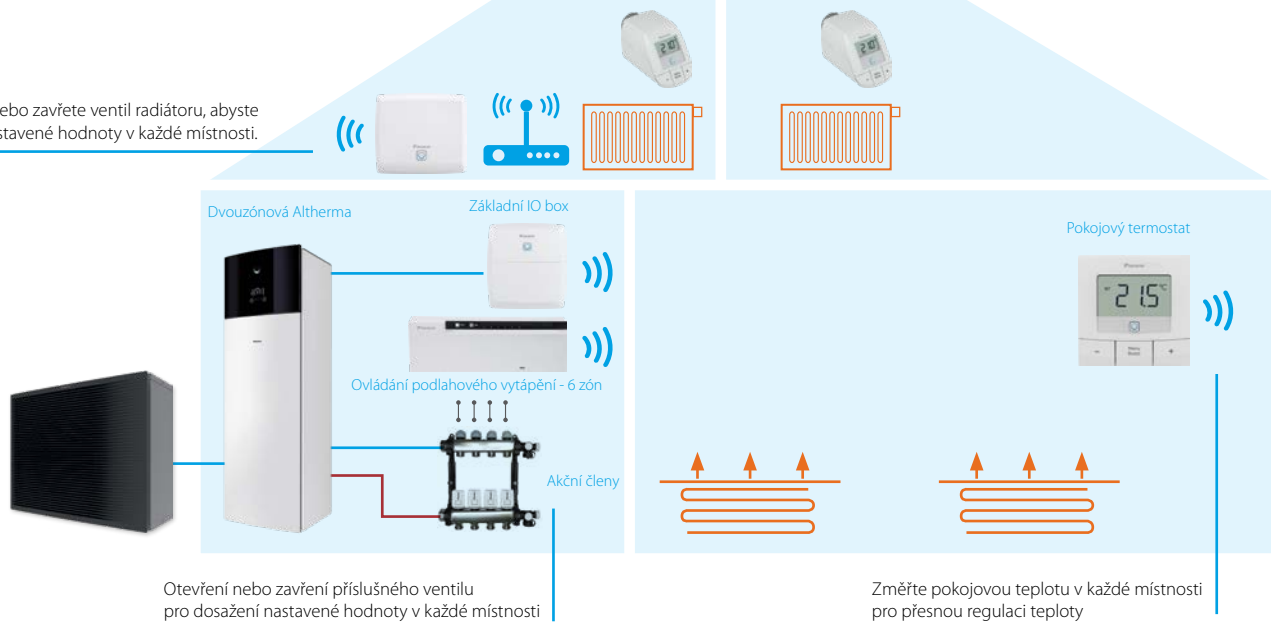 ebo zavřete ventil radiátoru, abyste
stavené hodnoty v každé místnosti.
Dvouzónová Altherma
Základní IO box
Pokojový termostat
21.5°C
Ovládání podlahového vytápění - 6 zón
Akční členy
Otevření nebo zavření příslušného ventilu
pro dosažení nastavené hodnoty v každé místnosti
Změřte pokojovou teplotu v každé místnosti
pro přesnou regulaci teploty